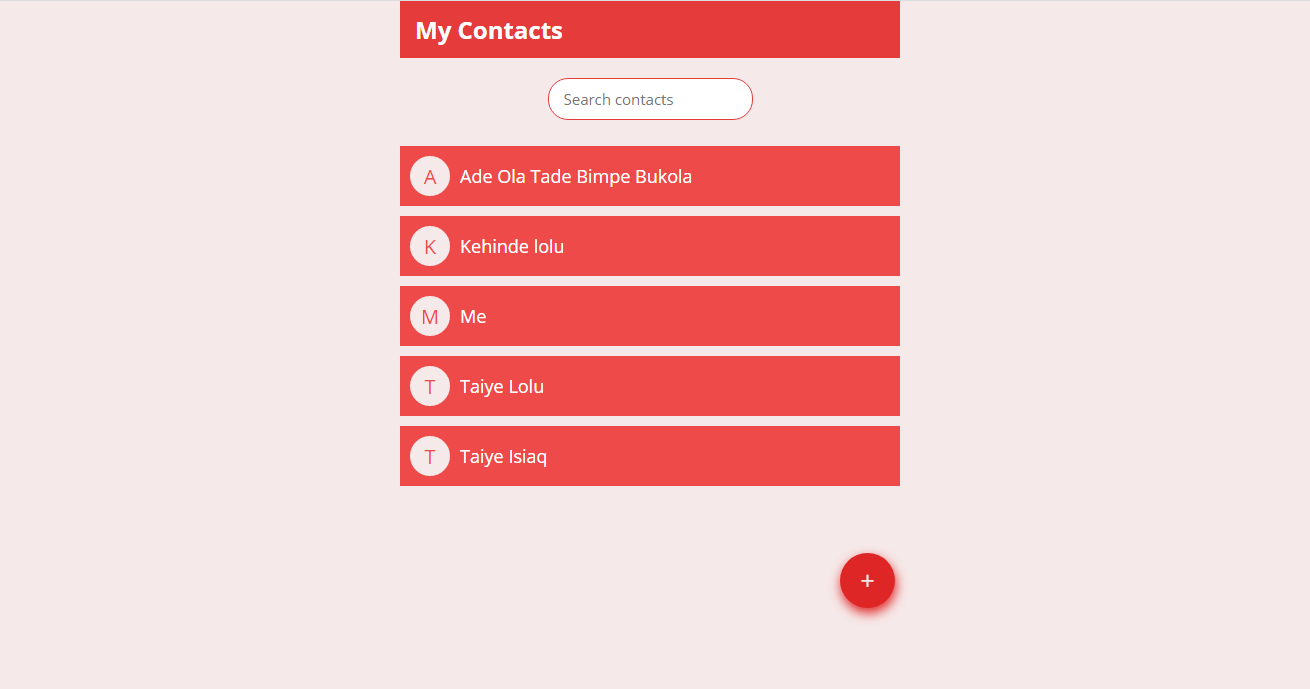 My Contacts
Search contacts
A Ade Ola Tade Bimpe Bukola
K Kehinde lolu
M Me
T Taiye Lolu
T Taiye Isiaq
+